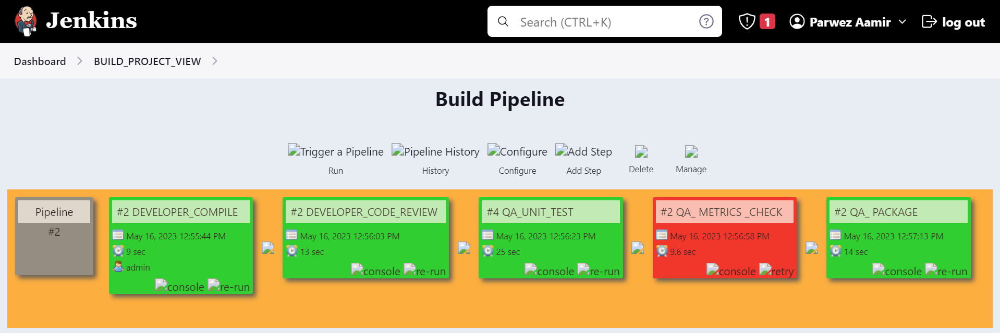 Jenkins
Search (CTRL+K)
?
1
Parwez Aamir
log out
Dashboard
BUILD_PROJECT_VIEW
Build Pipeline
Trigger a Pipeline
Pipeline History
Configure
Add Step
Run
History
Configure
Add Step
Delete
Manage
Pipeline
#2
#2 DEVELOPER_COMPILE
May 16, 2023 12:55:44 PM
9 sec
admin
console
re-run
#2 DEVELOPER_CODE_REVIEW
May 16, 2023 12:56:03 PM
13 sec
console
re-run
#4 QA_UNIT_TEST
May 16, 2023 12:56:23 PM
25 sec
console
re-run
#2 QA_ METRICS _CHECK
May 16, 2023 12:56:58 PM
9.6 sec
console
retry
#2 QA_ PACKAGE
May 16, 2023 12:57:13 PM
14 sec
console
re-run